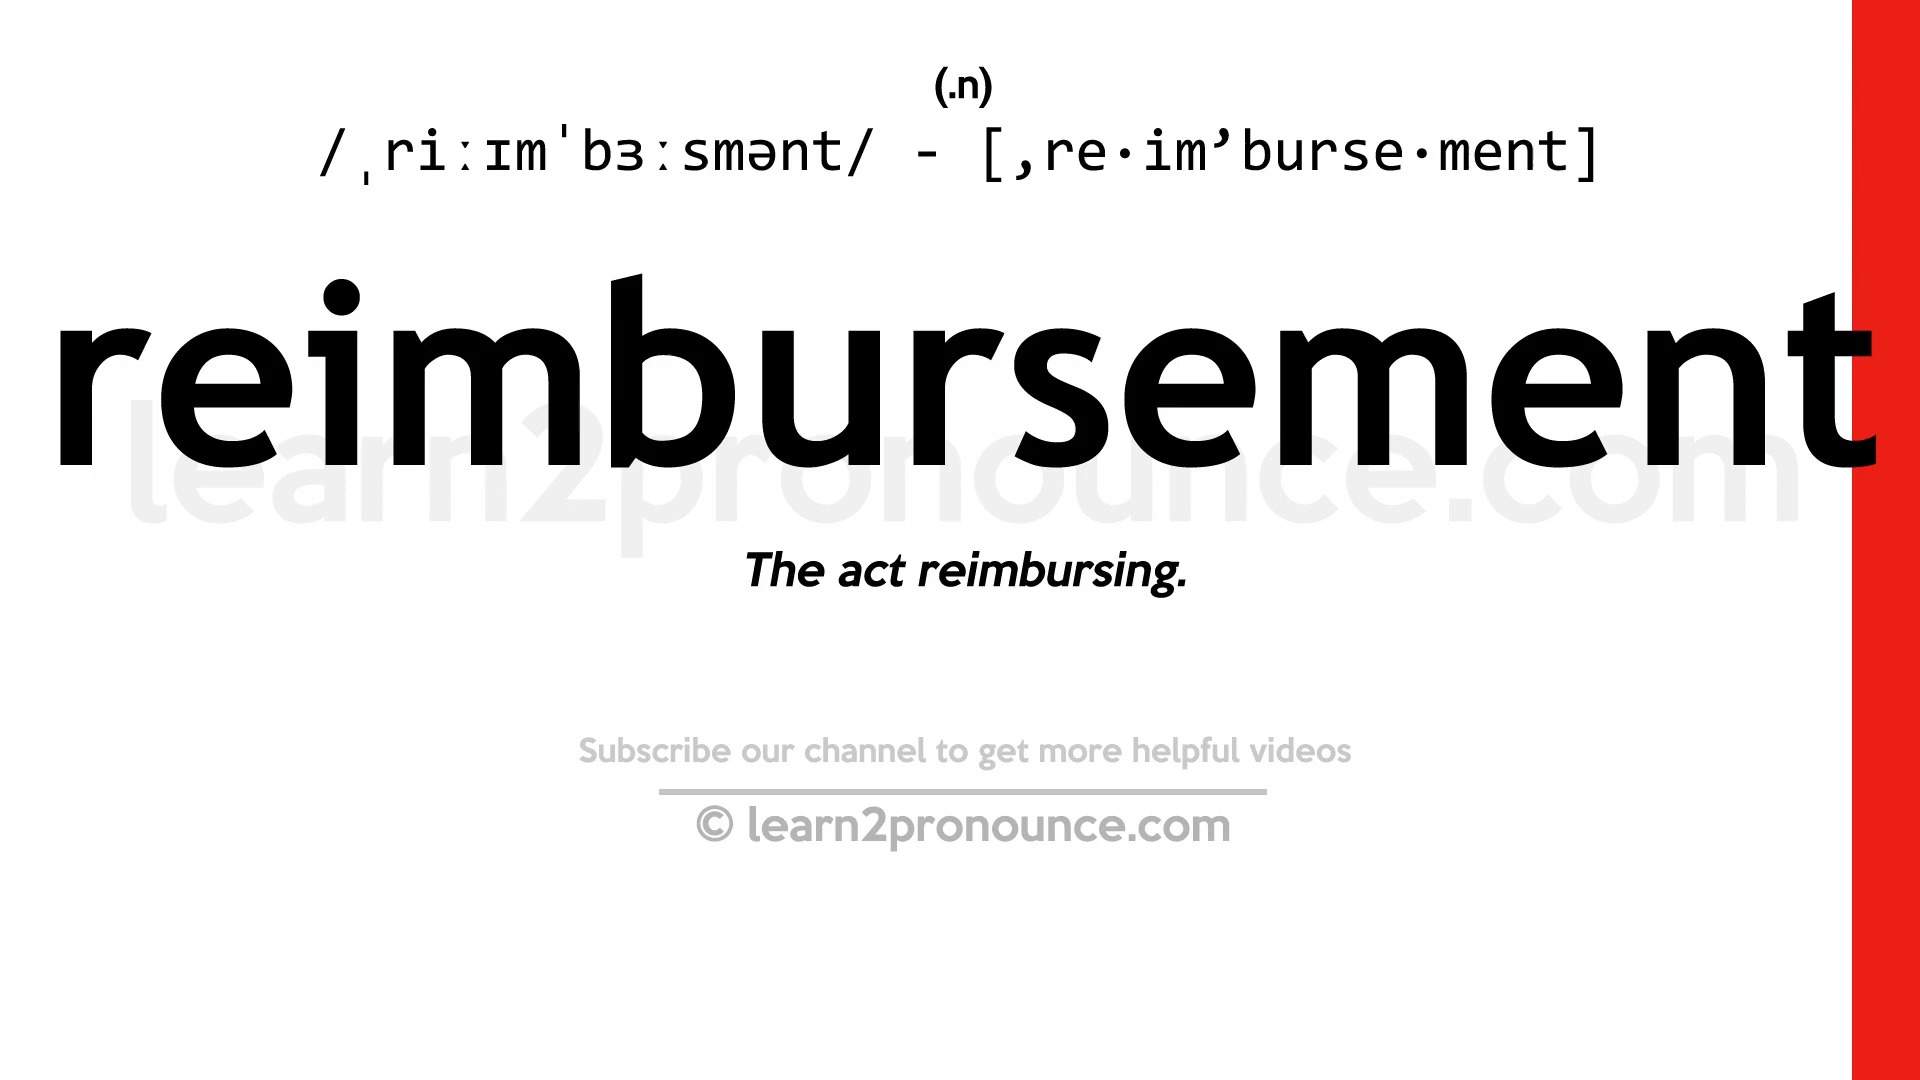 (.n)
/ˌriːɪmˈbɜːsmənt/ - [,re·im’burse·ment]
reimbursement
learn2pronounce.com
The act reimbursing.
Subscribe our channel to get more helpful videos
© learn2pronounce.com